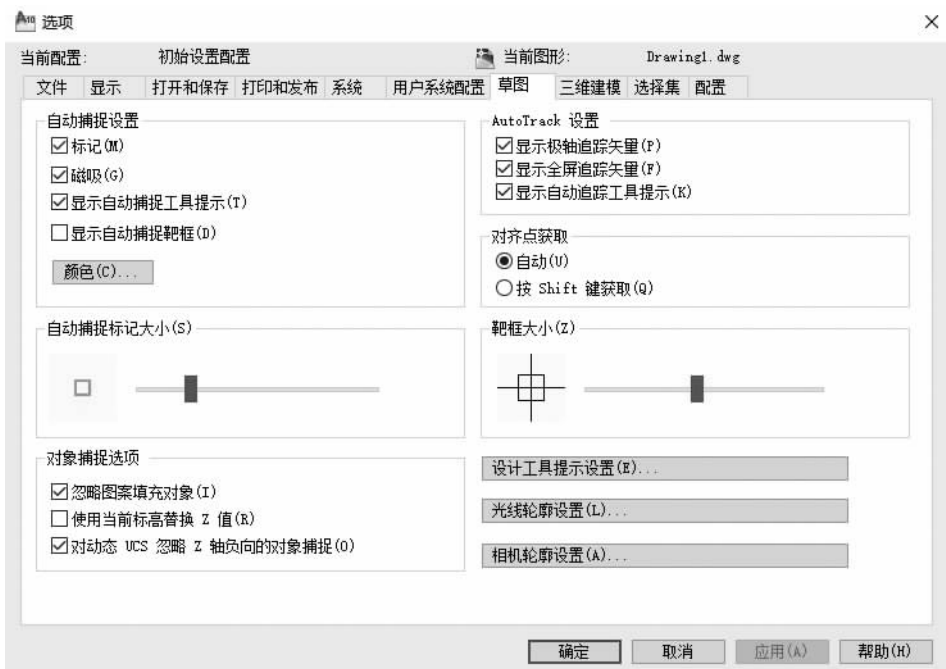 选项
当前配置: 初始设置配置 当前图形: Drawing1.dwg
文件 显示 打开和保存 打印和发布 系统 用户系统配置 草图 三维建模 选择集 配置
自动捕捉设置
标记(M)
磁吸(G)
显示自动捕捉工具提示(T)
显示自动捕捉靶框(D)
颜色(C)...
AutoTrack 设置
显示极轴追踪矢量(P)
显示全屏追踪矢量(F)
显示自动追踪工具提示(K)
对齐点获取
自动(U)
按 Shift 键获取(Q)
自动捕捉标记大小(S)
靶框大小(Z)
对象捕捉选项
忽略图案填充对象(I)
使用当前标高替换 Z 值(R)
对动态 UCS 忽略 Z 轴负向的对象捕捉(O)
设计工具提示设置(E)...
光线轮廓设置(L)...
相机轮廓设置(A)...
确定 取消 应用(A) 帮助(H)